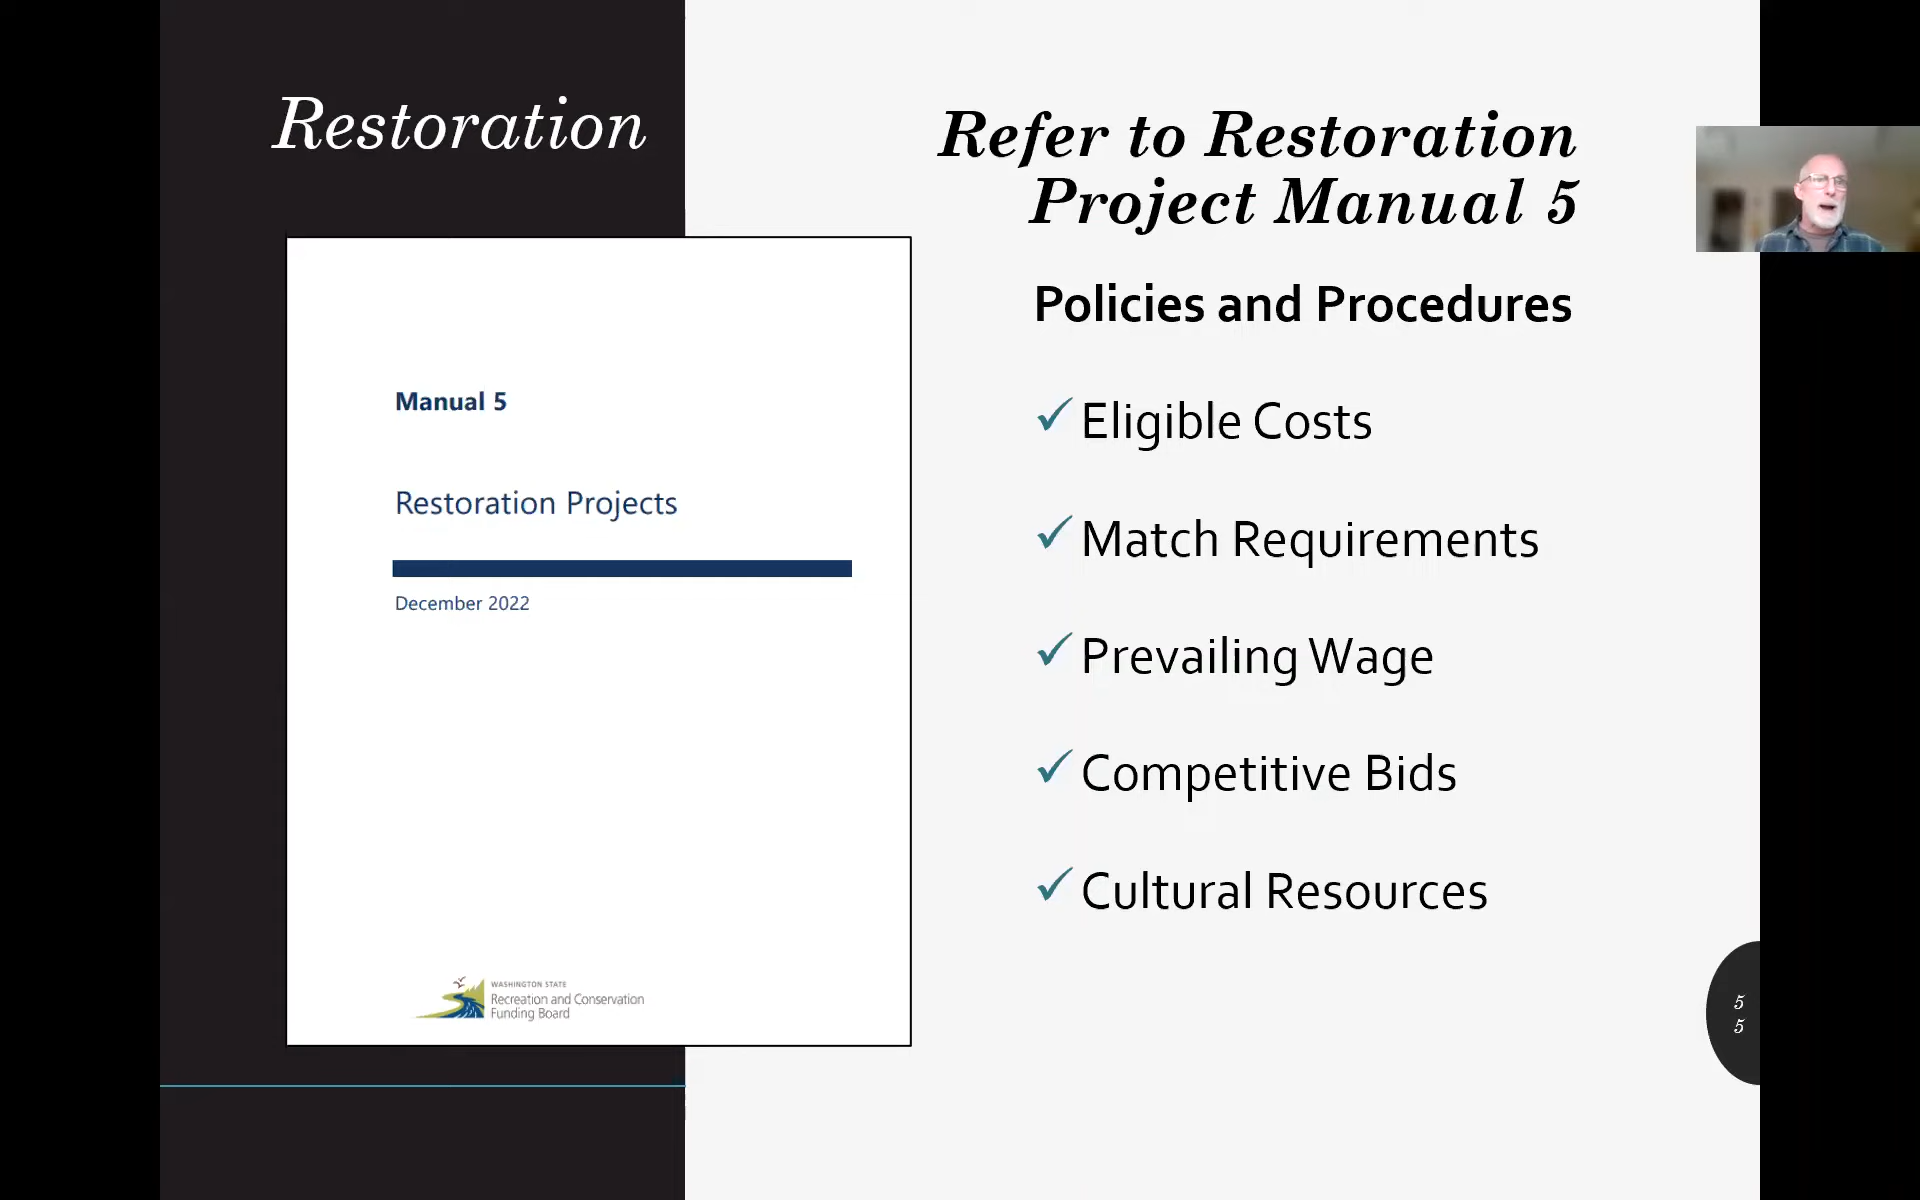 Restoration
Refer to Restoration
Project Manual 5
Manual 5
Restoration Projects
December 2022
WASHINGTON STATE
Recreation and Conservation
Funding Board
Policies and Procedures
✓ Eligible Costs
✓ Match Requirements
✓ Prevailing Wage
✓ Competitive Bids
✓ Cultural Resources
5
5